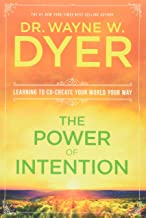 THE #1 NEW YORK TIMES BEST-SELLING AUTHOR
DR. WAYNE W.
DYER
LEARNING TO CO-CREATE YOUR WORLD YOUR WAY
THE
POWER OF
INTENTION